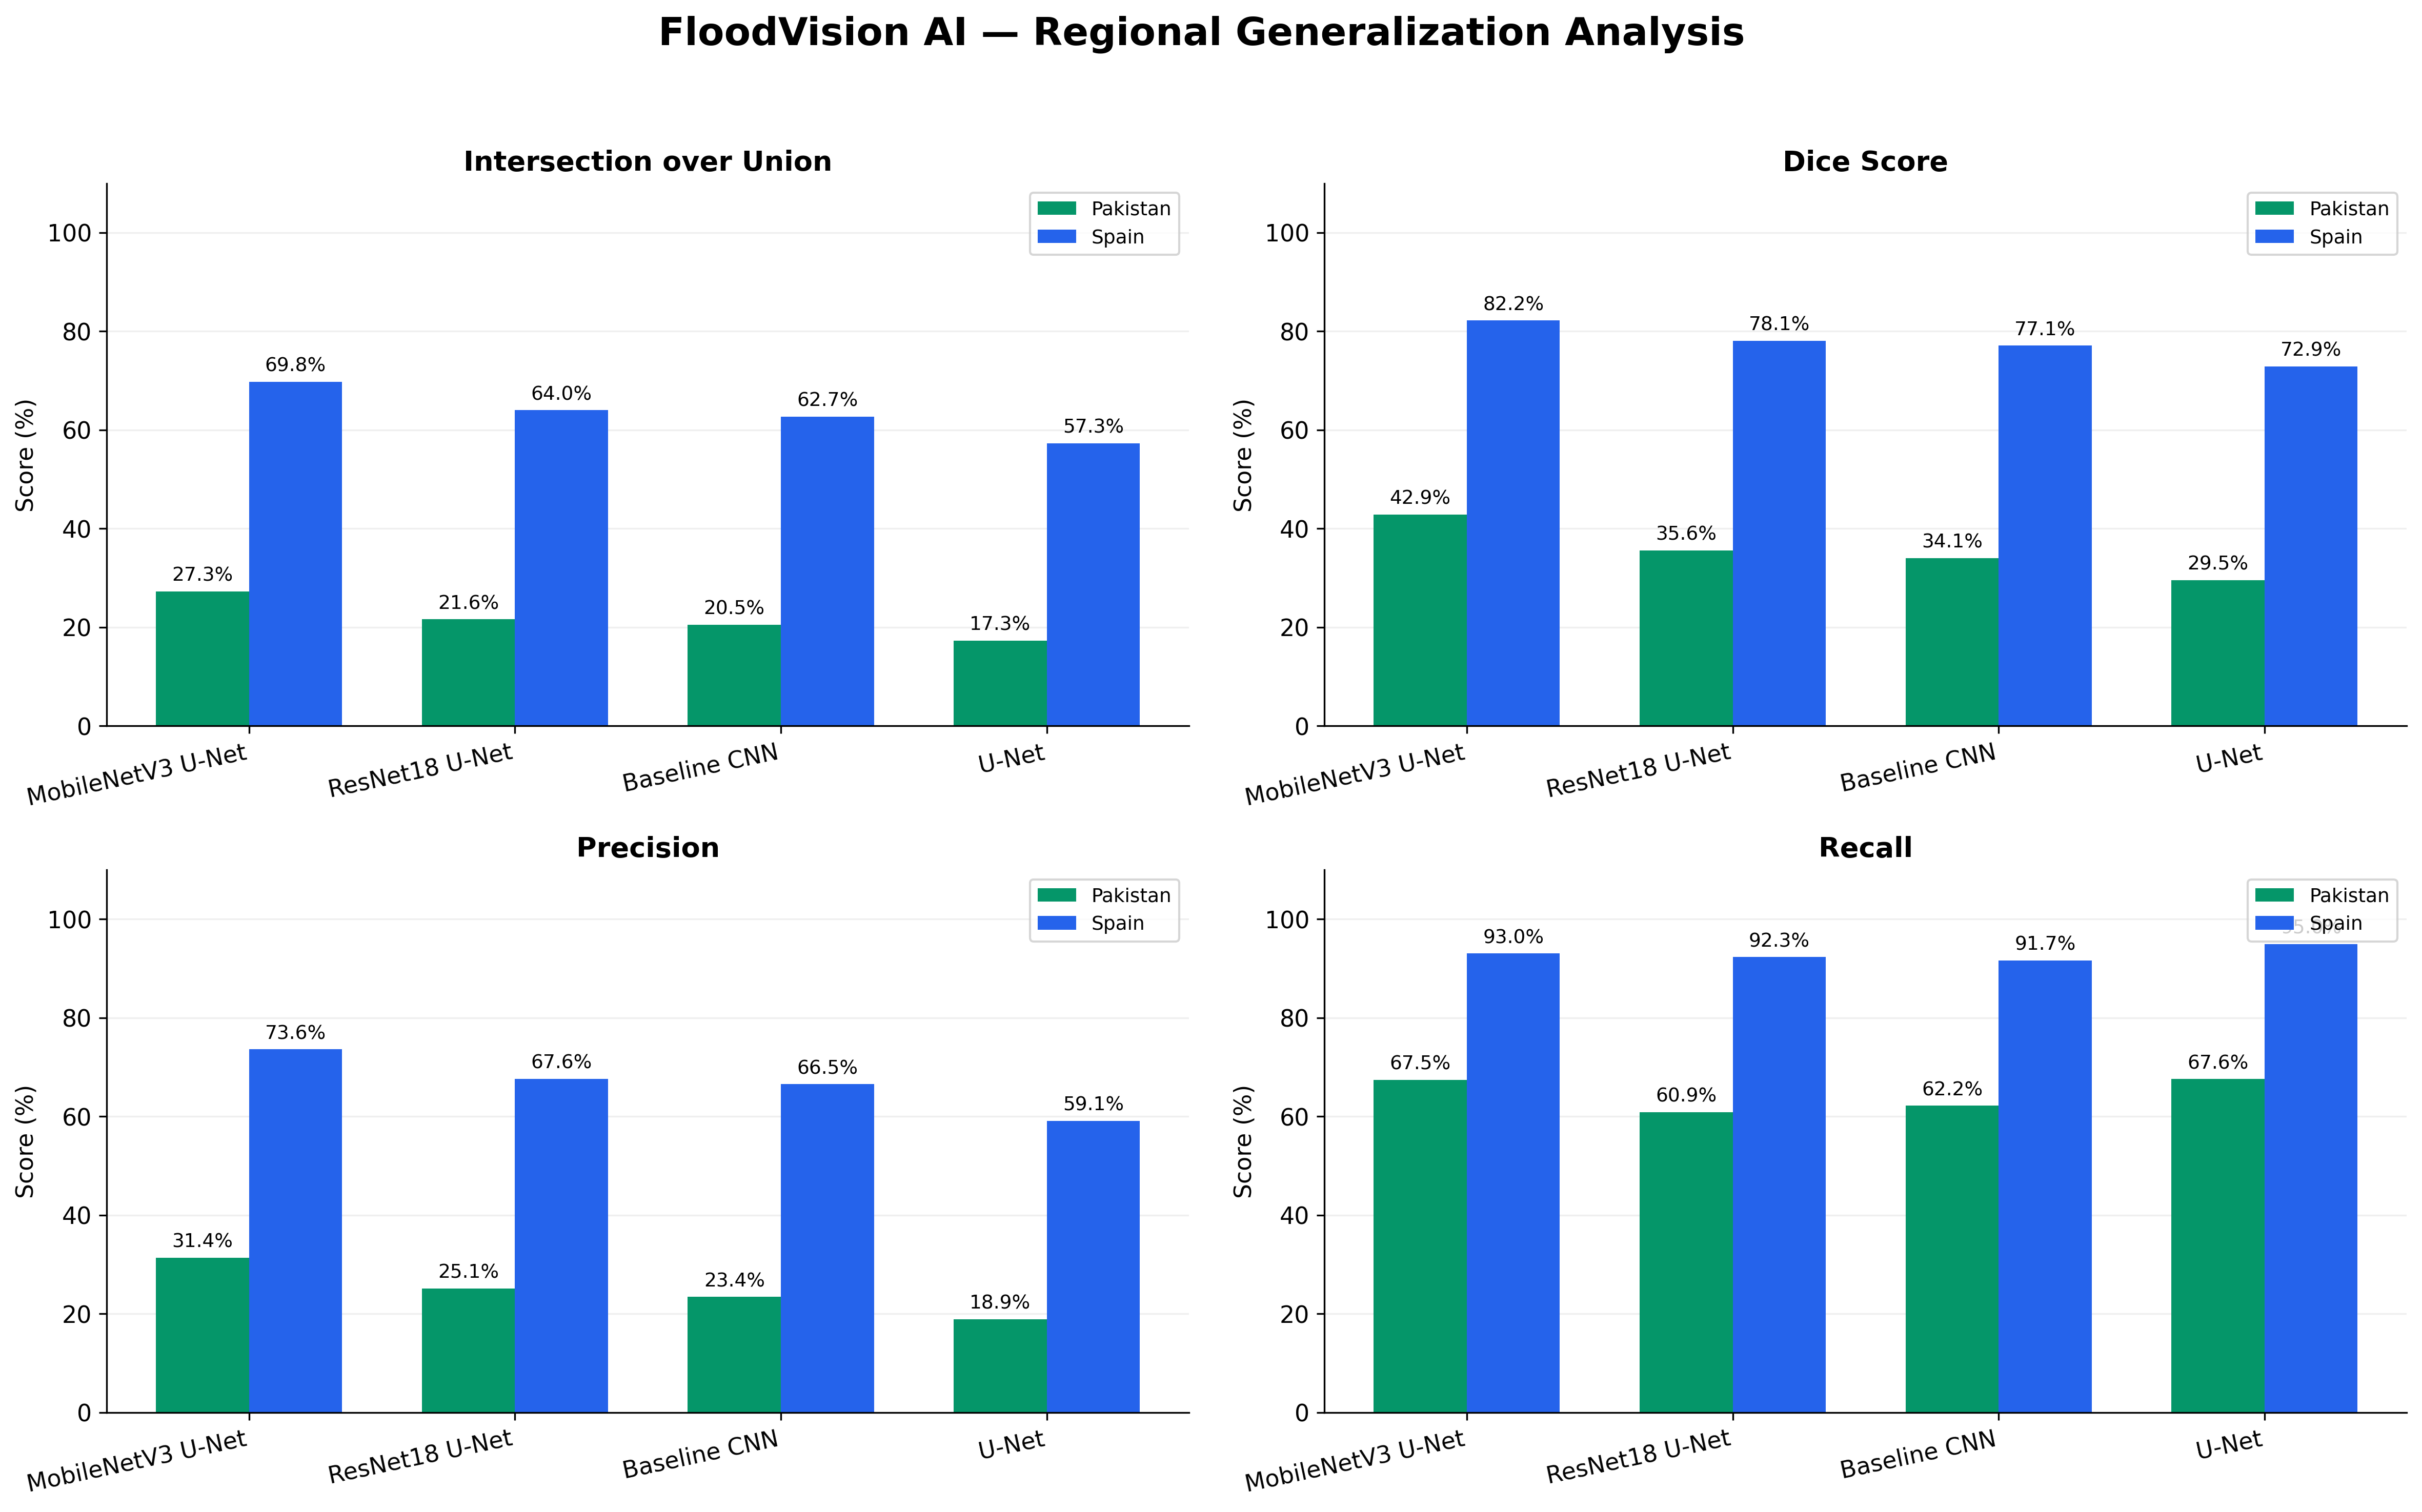 FloodVision AI — Regional Generalization Analysis
Intersection over Union
Pakistan
Spain
Score (%)
100
80
60
40
20
0
27.3%
69.8%
21.6%
64.0%
20.5%
62.7%
17.3%
57.3%
MobileNetV3 U-Net
ResNet18 U-Net
Baseline CNN
U-Net
Dice Score
Pakistan
Spain
Score (%)
100
80
60
40
20
0
42.9%
82.2%
35.6%
78.1%
34.1%
77.1%
29.5%
72.9%
MobileNetV3 U-Net
ResNet18 U-Net
Baseline CNN
U-Net
Precision
Pakistan
Spain
Score (%)
100
80
60
40
20
0
31.4%
73.6%
25.1%
67.6%
23.4%
66.5%
18.9%
59.1%
MobileNetV3 U-Net
ResNet18 U-Net
Baseline CNN
U-Net
Recall
Pakistan
Spain
Score (%)
100
80
60
40
20
0
67.5%
93.0%
60.9%
92.3%
62.2%
91.7%
67.6%
MobileNetV3 U-Net
ResNet18 U-Net
Baseline CNN
U-Net